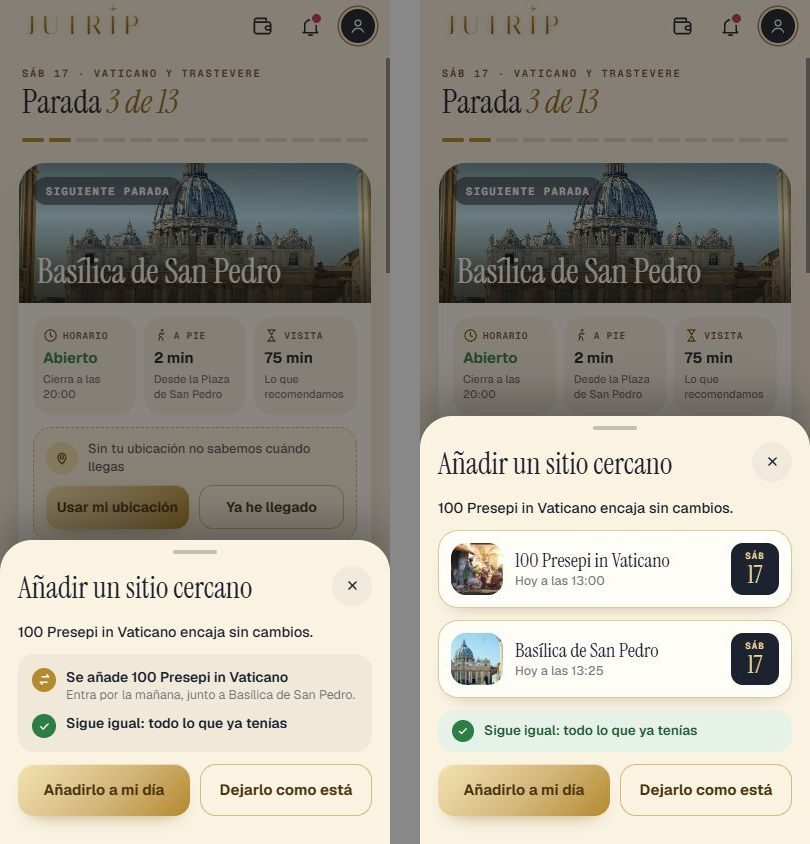 JUTRIP
SÁB 17 · VATICANO Y TRASTEVERE
Parada 3 de 13
SIGUIENTE PARADA
Basílica de San Pedro
HORARIO
Abierto
Cierra a las
20:00
A PIE
2 min
Desde la Plaza
de San Pedro
VISITA
75 min
Lo que
recomendamos
Sin tu ubicación no sabemos cuándo
llegas
Usar mi ubicación
Ya he llegado
Añadir un sitio cercano
100 Presepi in Vaticano encaja sin cambios.
Se añade 100 Presepi in Vaticano
Entra por la mañana, junto a Basílica de San Pedro.
Sigue igual: todo lo que ya tenías
Añadirlo a mi día
Dejarlo como está
JUTRIP
SÁB 17 · VATICANO Y TRASTEVERE
Parada 3 de 13
SIGUIENTE PARADA
Basílica de San Pedro
HORARIO
Abierto
Cierra a las
20:00
A PIE
2 min
Desde la Plaza
de San Pedro
VISITA
75 min
Lo que
recomendamos
Añadir un sitio cercano
100 Presepi in Vaticano encaja sin cambios.
100 Presepi in Vaticano
Hoy a las 13:00
SÁB
17
Basílica de San Pedro
Hoy a las 13:25
SÁB
17
Sigue igual: todo lo que ya tenías
Añadirlo a mi día
Dejarlo como está